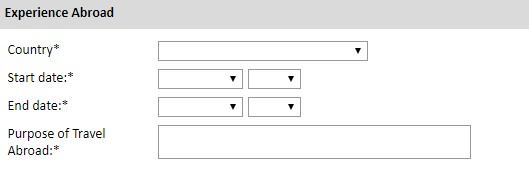 Experience Abroad
Country*
Start date:*
End date:*
Purpose of Travel
Abroad:*